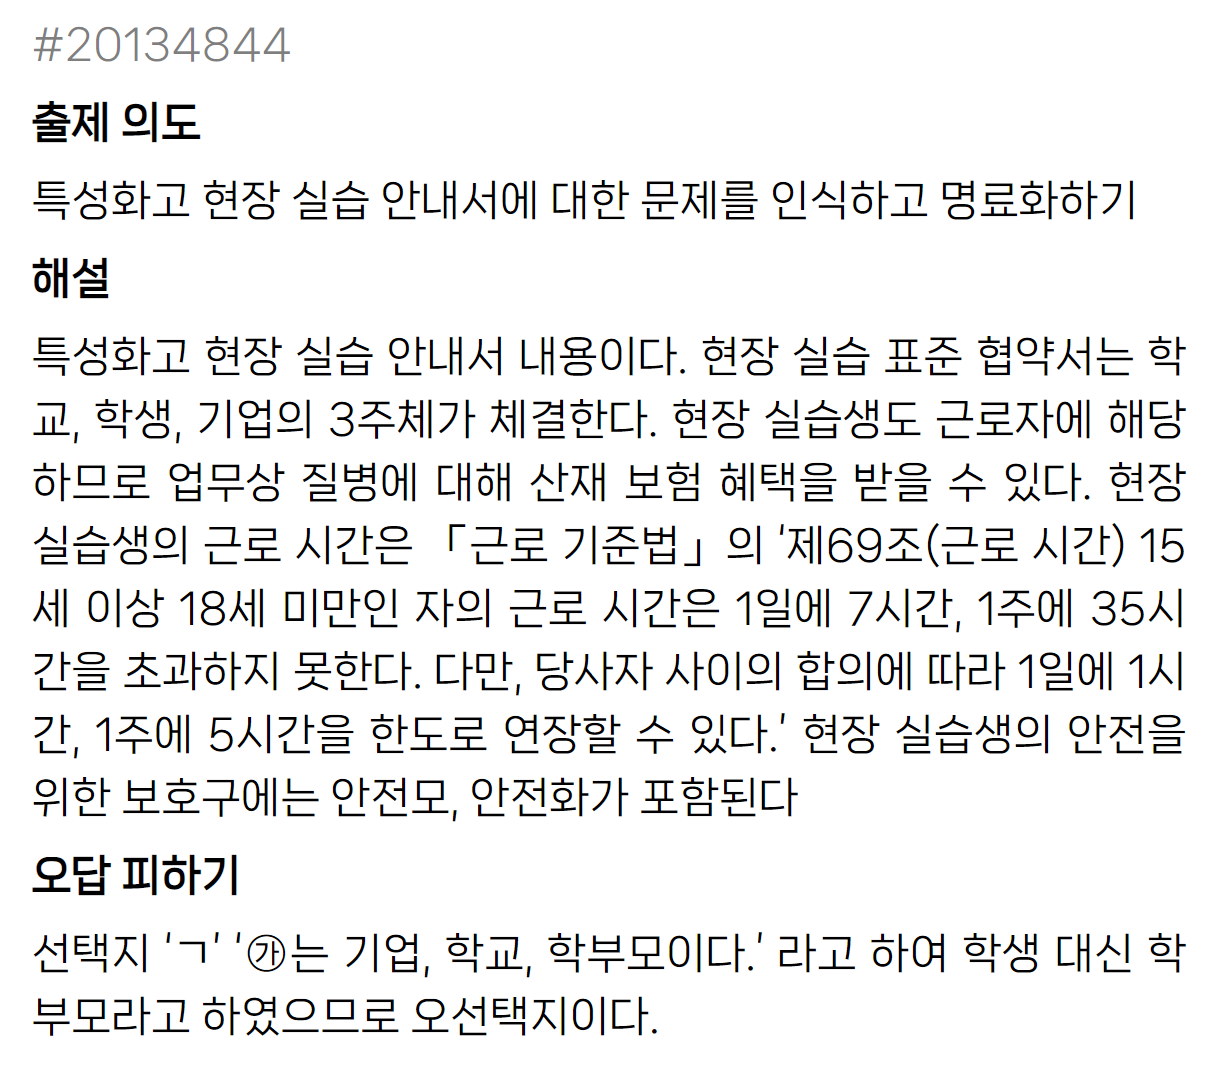 #20134844
출제 의도
특성화고 현장 실습 안내서에 대한 문제를 인식하고 명료화하기
해설
특성화고 현장 실습 안내서 내용이다. 현장 실습 표준 협약서는 학
교, 학생, 기업의 3주체가 체결한다. 현장 실습생도 근로자에 해당
하므로 업무상 질병에 대해 산재 보험 혜택을 받을 수 있다. 현장
실습생의 근로 시간은 「근로 기준법」의 ‘제69조(근로 시간) 15
세 이상 18세 미만인 자의 근로 시간은 1일에 7시간, 1주에 35시
간을 초과하지 못한다. 다만, 당사자 사이의 합의에 따라 1일에 1시
간, 1주에 5시간을 한도로 연장할 수 있다.’ 현장 실습생의 안전을
위한 보호구에는 안전모, 안전화가 포함된다
오답 피하기
선택지 ‘ㄱ’ ‘㉮는 기업, 학교, 학부모이다.’ 라고 하여 학생 대신 학
부모라고 하였으므로 오선택지이다.